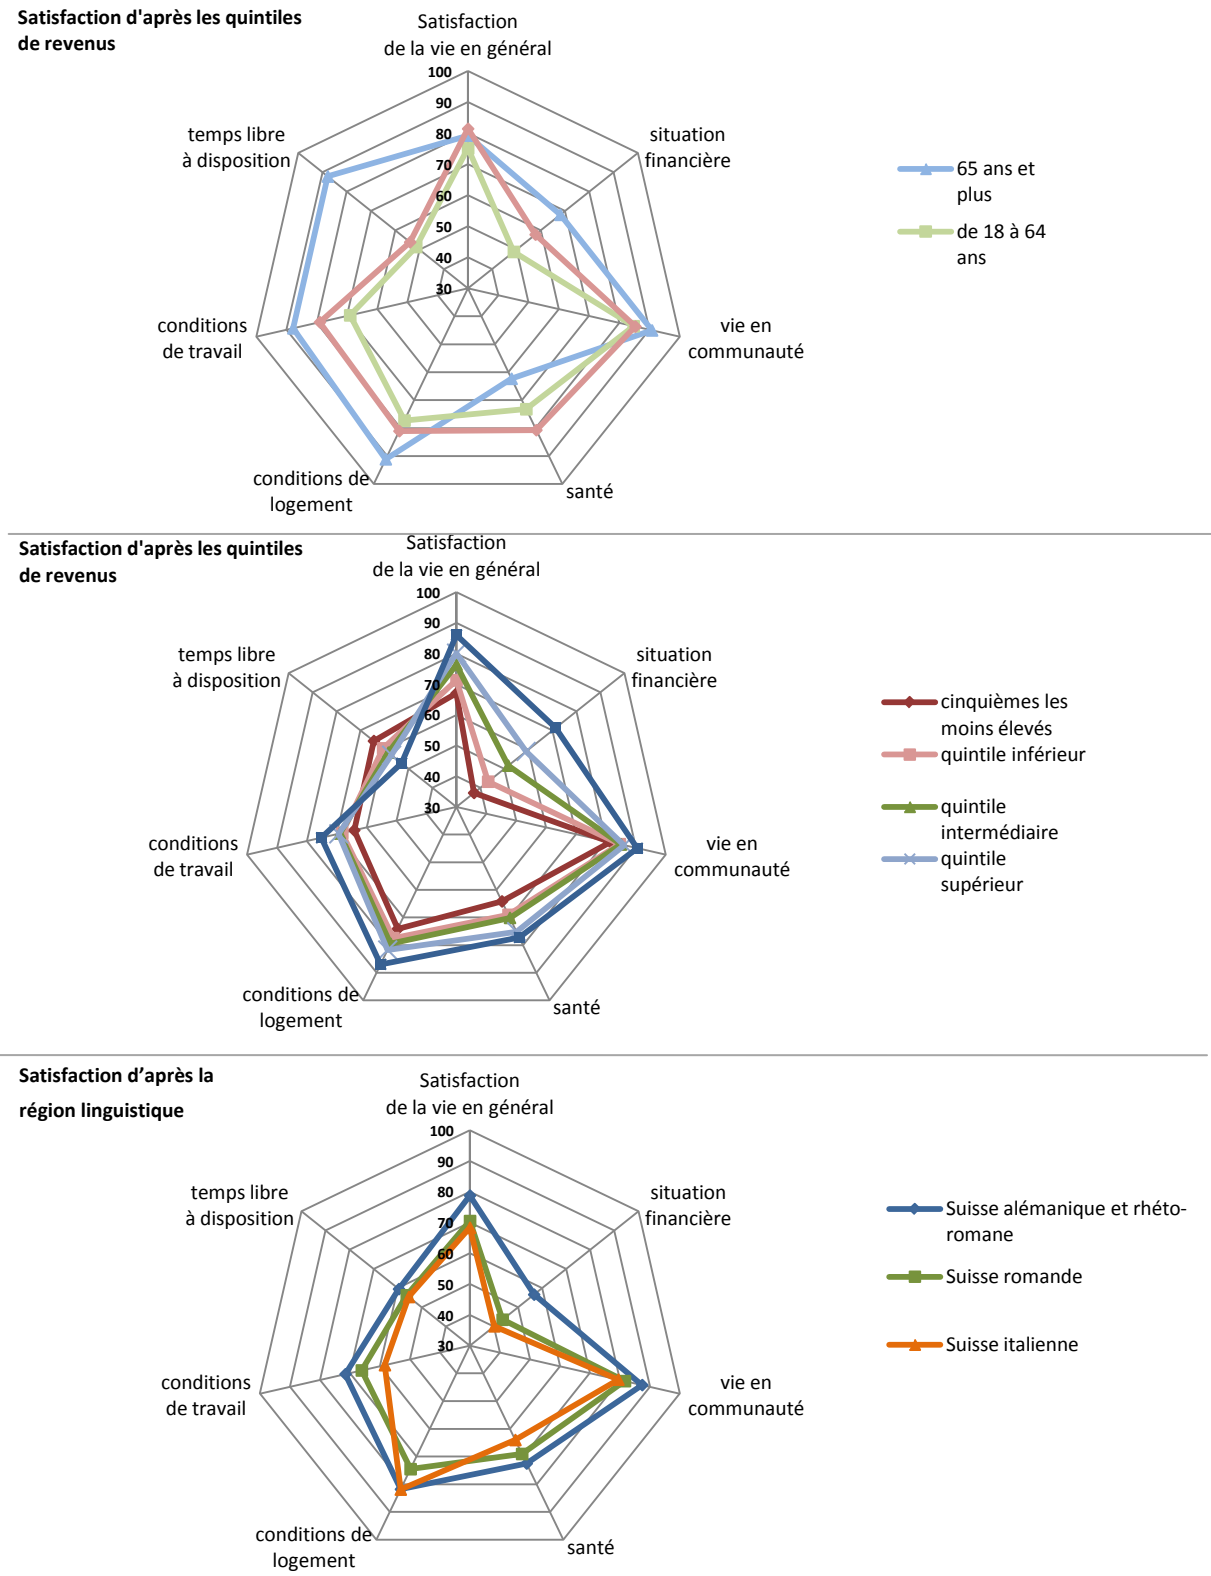 Satisfaction d'après les quintiles
de revenus
Satisfaction
de la vie en général
100
90
80
70
60
50
40
30
temps libre
à disposition
situation
financière
conditions
de travail
vie en
communauté
conditions de
logement
santé
65 ans et
plus
de 18 à 64
ans
Satisfaction d'après les quintiles
de revenus
Satisfaction
de la vie en général
100
90
80
70
60
50
40
30
temps libre
à disposition
situation
financière
conditions
de travail
vie en
communauté
conditions de
logement
santé
cinquièmes les
moins élevés
quintile inférieur
quintile
intermédiaire
quintile
supérieur
Satisfaction d’après la
région linguistique
Satisfaction
de la vie en général
100
90
80
70
60
50
40
30
temps libre
à disposition
situation
financière
conditions
de travail
vie en
communauté
conditions de
logement
santé
Suisse alémanique et rhéto-
romane
Suisse romande
Suisse italienne